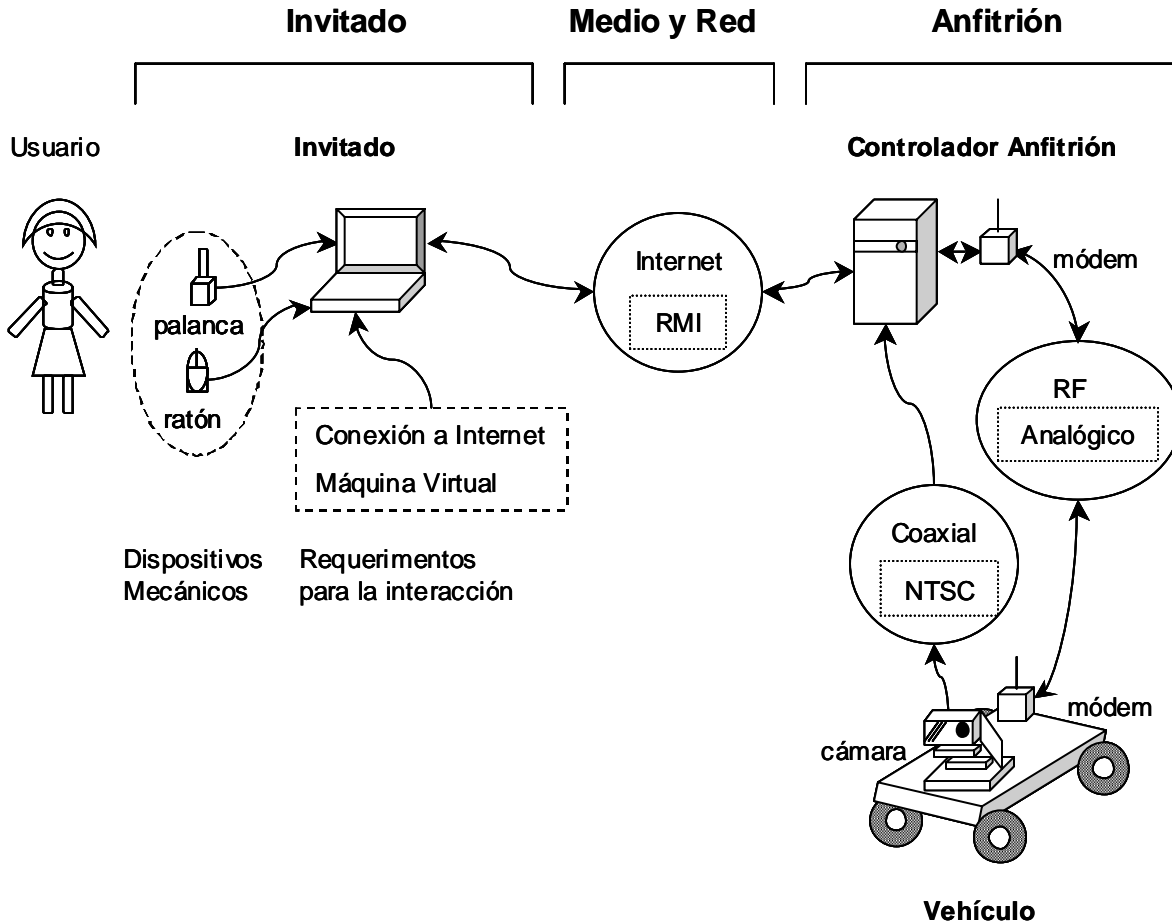 Invitado
Medio y Red
Anfitrión
Usuario
Invitado
Controlador Anfitrión
palanca
ratón
Internet
RMI
módem
RF
Analógico
Conexión a Internet
Máquina Virtual
Coaxial
NTSC
Dispositivos
Mecánicos
Requerimentos
para la interacción
módem
cámara
Vehículo